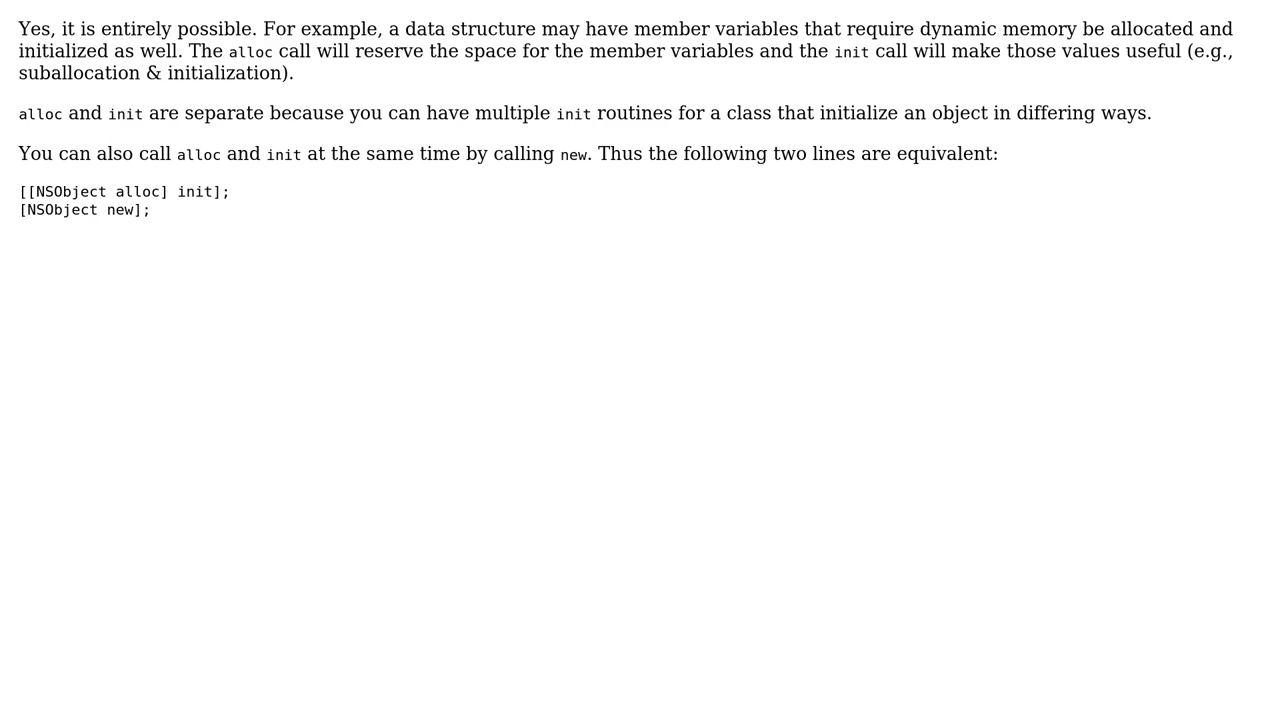 Yes, it is entirely possible. For example, a data structure may have member variables that require dynamic memory be allocated and
initialized as well. The alloc call will reserve the space for the member variables and the init call will make those values useful (e.g.,
suballocation & initialization).
alloc and init are separate because you can have multiple init routines for a class that initialize an object in differing ways.
You can also call alloc and init at the same time by calling new. Thus the following two lines are equivalent:
[[NSObject alloc] init];
[NSObject new];